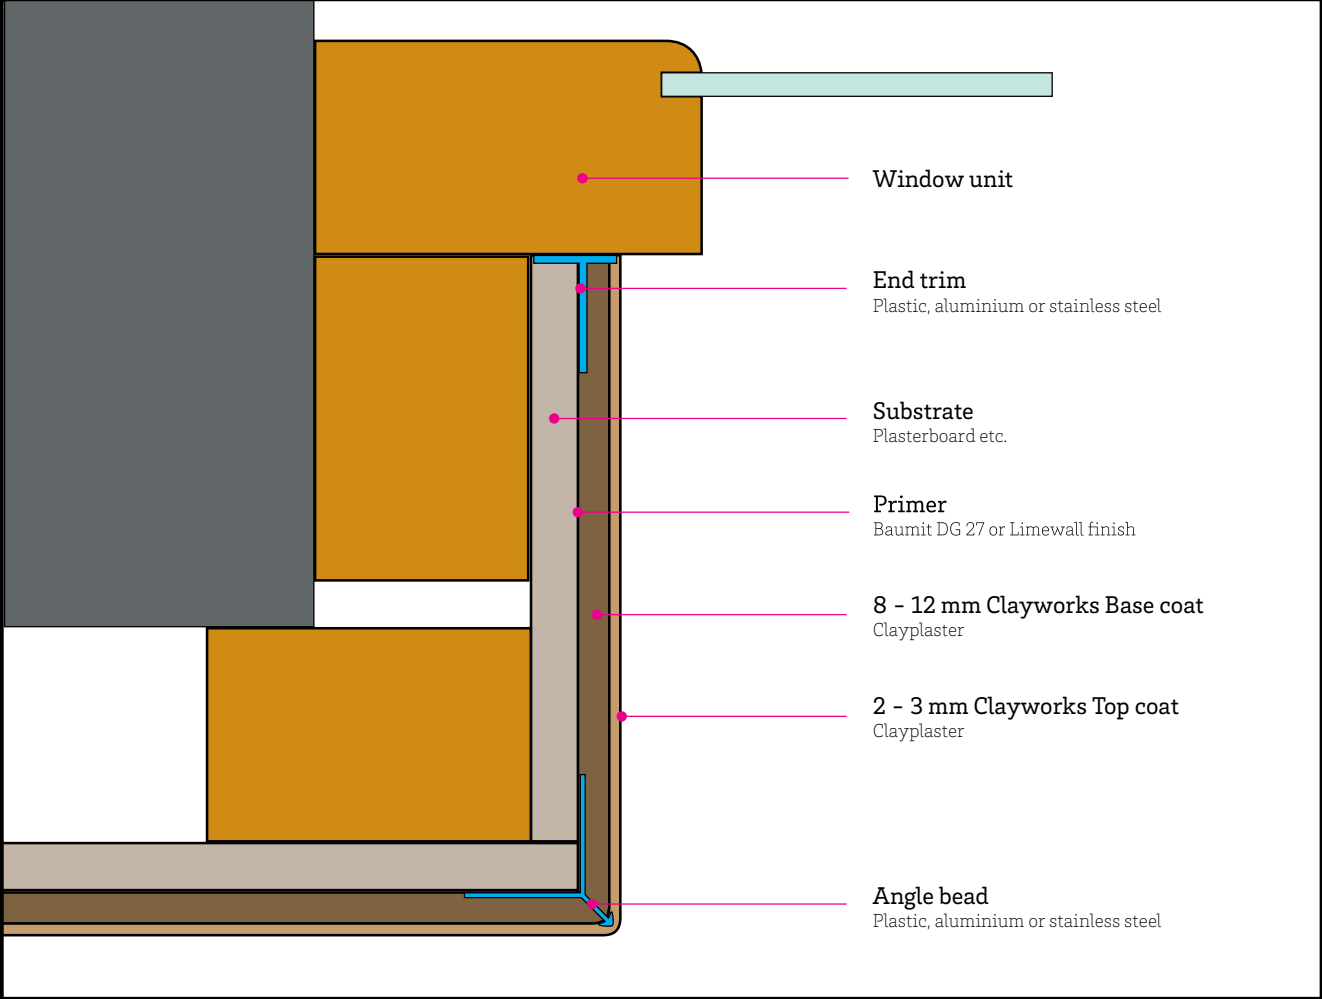 Window unit
End trim
Plastic, aluminium or stainless steel
Substrate
Plasterboard etc.
Primer
Baumit DG 27 or Limewall finish
8 – 12 mm Clayworks Base coat
Clayplaster
2 – 3 mm Clayworks Top coat
Clayplaster
Angle bead
Plastic, aluminium or stainless steel